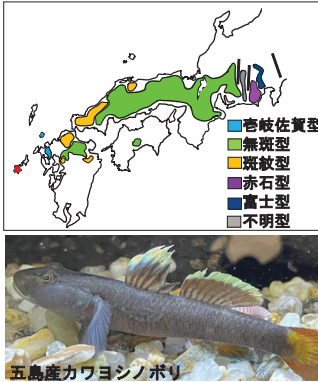 壱岐佐賀型
無斑型
斑紋型
赤石型
富士型
不明型
五島産カワヨシノボリ